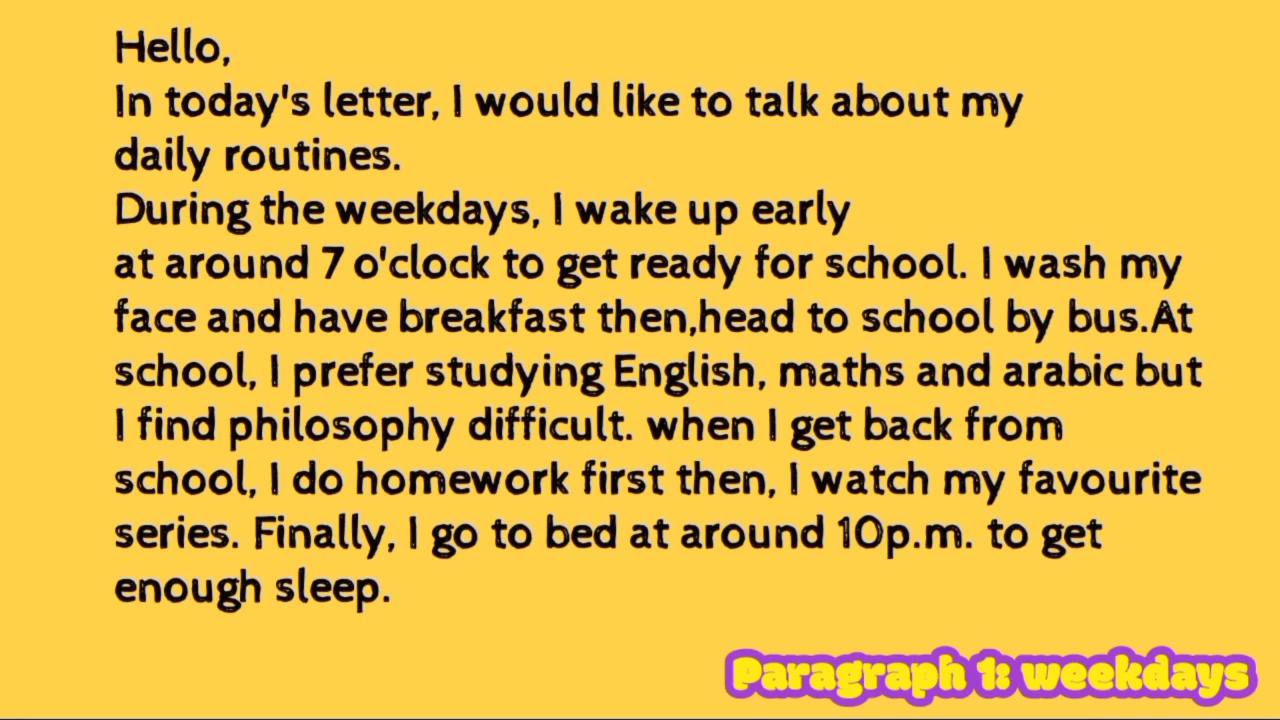 Hello,
In today's letter, I would like to talk about my
daily routines.
During the weekdays, I wake up early
at around 7 o'clock to get ready for school. I wash my
face and have breakfast then,head to school by bus.At
school, I prefer studying English, maths and arabic but
I find philosophy difficult. when I get back from
school, I do homework first then, I watch my favourite
series. Finally, I go to bed at around 10p.m. to get
enough sleep.
Paragraph 1: weekdays